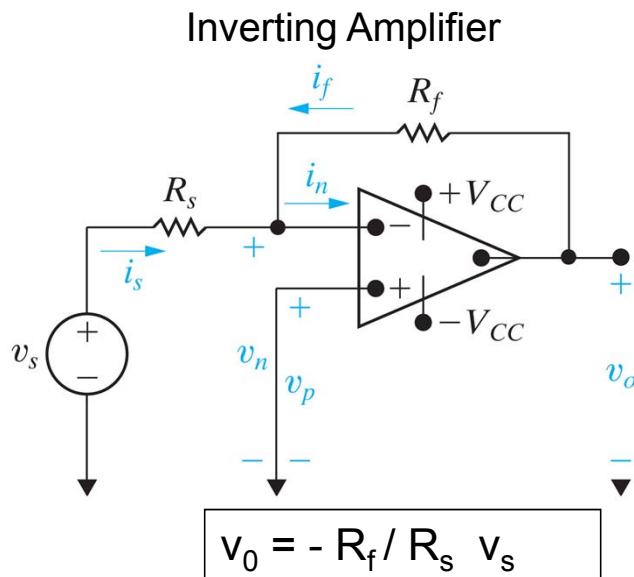 Inverting Amplifier
i_f
R_f
R_s
i_n
+V_CC
−
+
i_s
+
+
+
−V_CC
+
v_s
+
−
v_n
v_p
v_o
−
−
−
v_0 = - R_f / R_s v_s